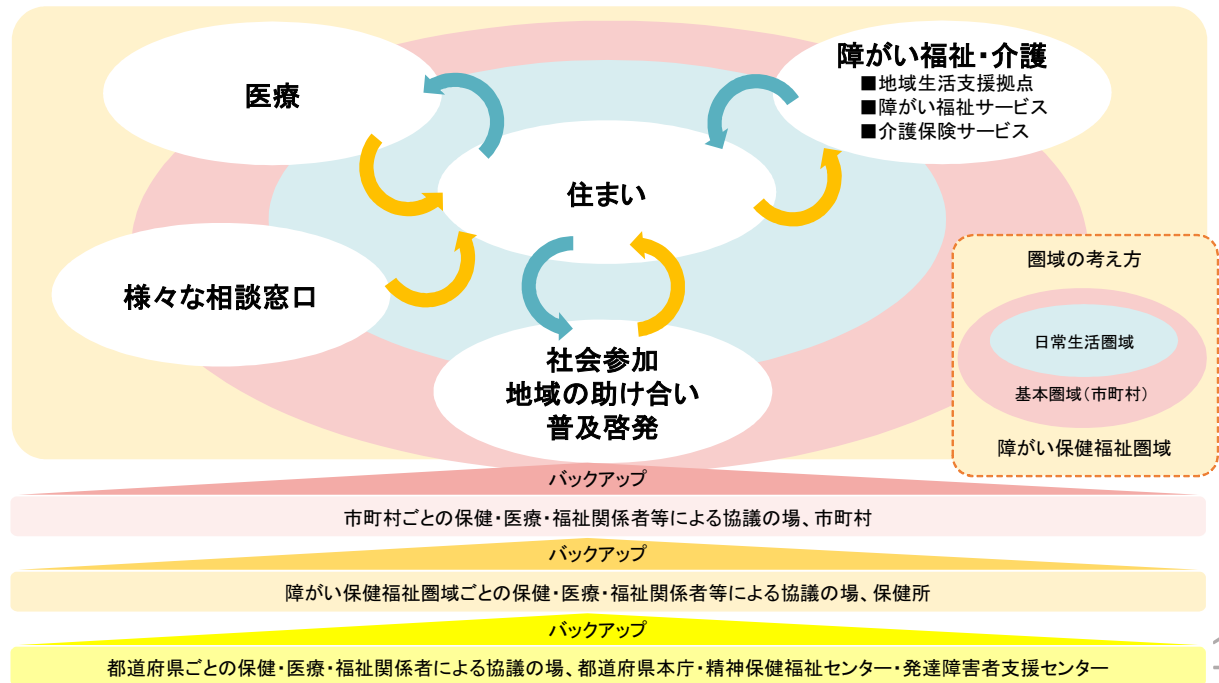 医療
障がい福祉・介護
■地域生活支援拠点
■障がい福祉サービス
■介護保険サービス
住まい
様々な相談窓口
社会参加
地域の助け合い
普及啓発
圏域の考え方
日常生活圏域
基本圏域(市町村)
障がい保健福祉圏域
バックアップ
市町村ごとの保健・医療・福祉関係者等による協議の場、市町村
バックアップ
障がい保健福祉圏域ごとの保健・医療・福祉関係者等による協議の場、保健所
バックアップ
都道府県ごとの保健・医療・福祉関係者による協議の場、都道府県本庁・精神保健福祉センター・発達障害者支援センター